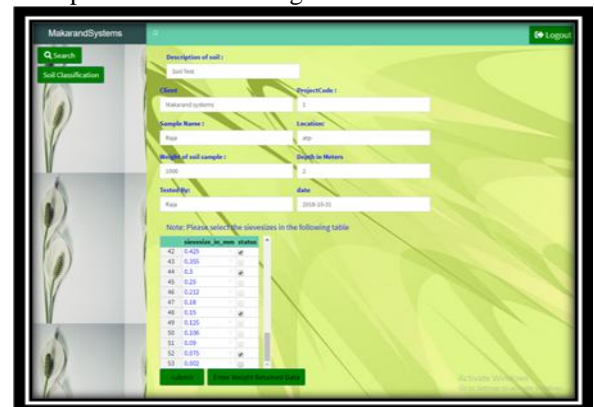 MakarandSystems
Logout
Search
Soil Classification
Description of soil :
Soil Test
Client
ProjectCode :
Makarand systems
1
Sample Name :
Location:
Raja
atp
Weight of soil sample :
Depth in Meters
1000
2
Tested By:
date
Raja
2019-10-31
Note: Please select the sievesizes in the following table
sievesize_in_mm status
42 0.425
43 0.355
44 0.3
45 0.25
46 0.212
47 0.18
48 0.15
49 0.125
50 0.106
51 0.09
52 0.075
53 0.002
submit
Enter Weight Retained Data
Activate Windows